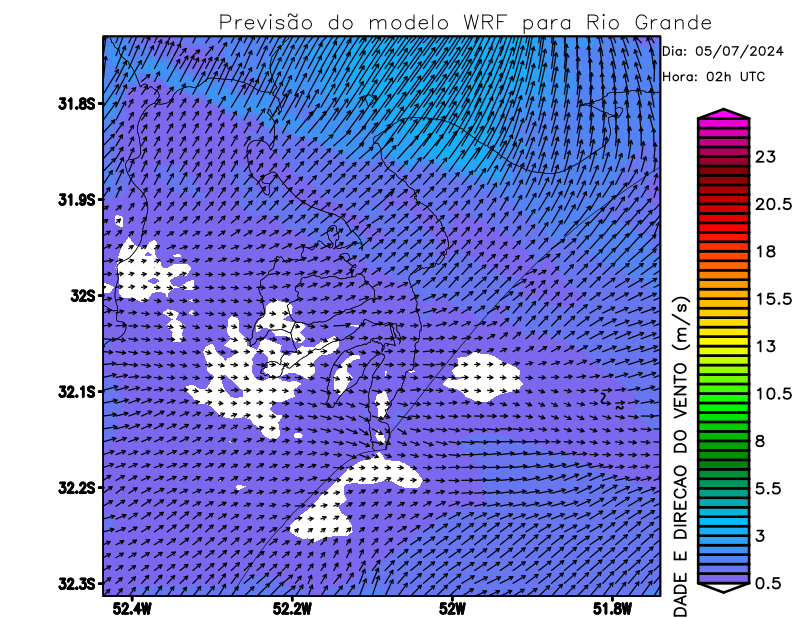 Previsão do modelo WRF para Rio Grande
Dia: 05/07/2024
Hora: 02h UTC
31.8S
31.9S
32S
32.1S
32.2S
32.3S
52.4W
52.2W
52W
51.8W
23
20.5
18
15.5
13
10.5
8
5.5
3
0.5
DADE E DIRECAO DO VENTO (m/s)